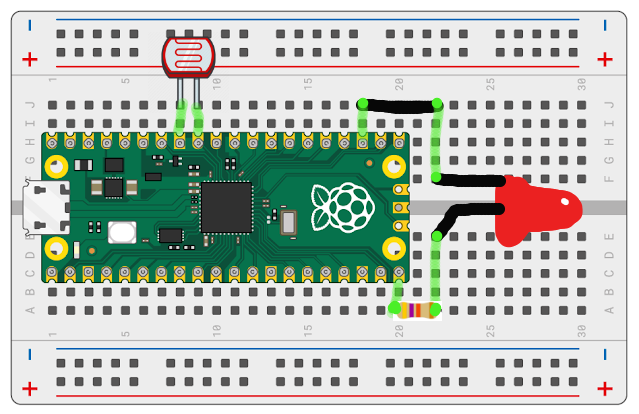 - -
+ +
1 5 10 15 20 25 30
J J
I I
H H
G G
F F
E E
D D
C C
B B
A A
1 5 10 15 20 25 30
- -
+ +